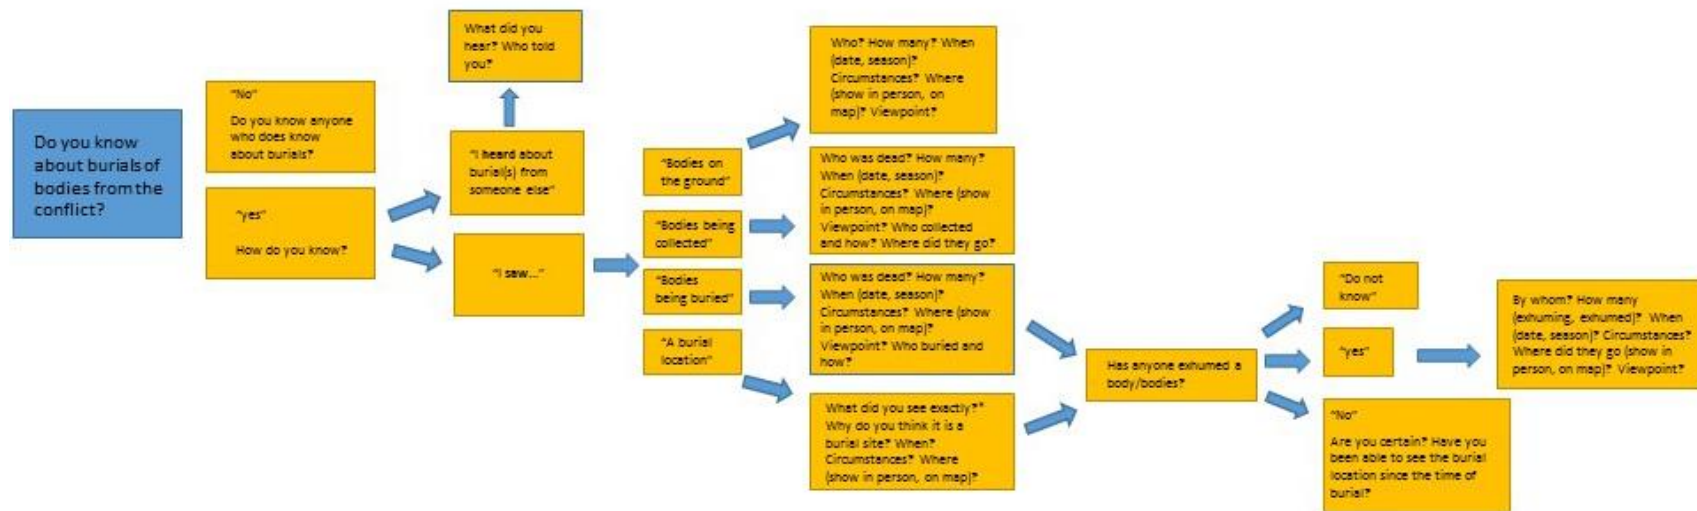 Do you know
about burials of
bodies from the
conflict?
"No"
Do you know anyone
who does know
about burials?
"yes"
How do you know?
What did you
hear? Who told
you?
"I heard about
burial(s) from
someone else"
"I saw..."
"Bodies on
the ground"
"Bodies being
collected"
"Bodies
being buried"
"A burial
location"
Who? How many? When
(date, season)?
Circumstances? Where
(show in person, on
map)? Viewpoint?
Who was dead? How many?
When (date, season)?
Circumstances? Where (show
in person, on map)?
Viewpoint? Who collected
and how? Where did they go?
Who was dead? How many?
When (date, season)?
Circumstances? Where (show
in person, on map)?
Viewpoint? Who buried and
how?
What did you see exactly?*
Why do you think it is a
burial site? When?
Circumstances? Where
(show in person, on map)?
Has anyone exhumed a
body/bodies?
"Do not
know"
"yes"
"No"
Are you certain? Have you
been able to see the burial
location since the time of
burial?
By whom? How many
(exhuming, exhumed)? When
(date, season)? Circumstances?
Where did they go (show in
person, on map)? Viewpoint?